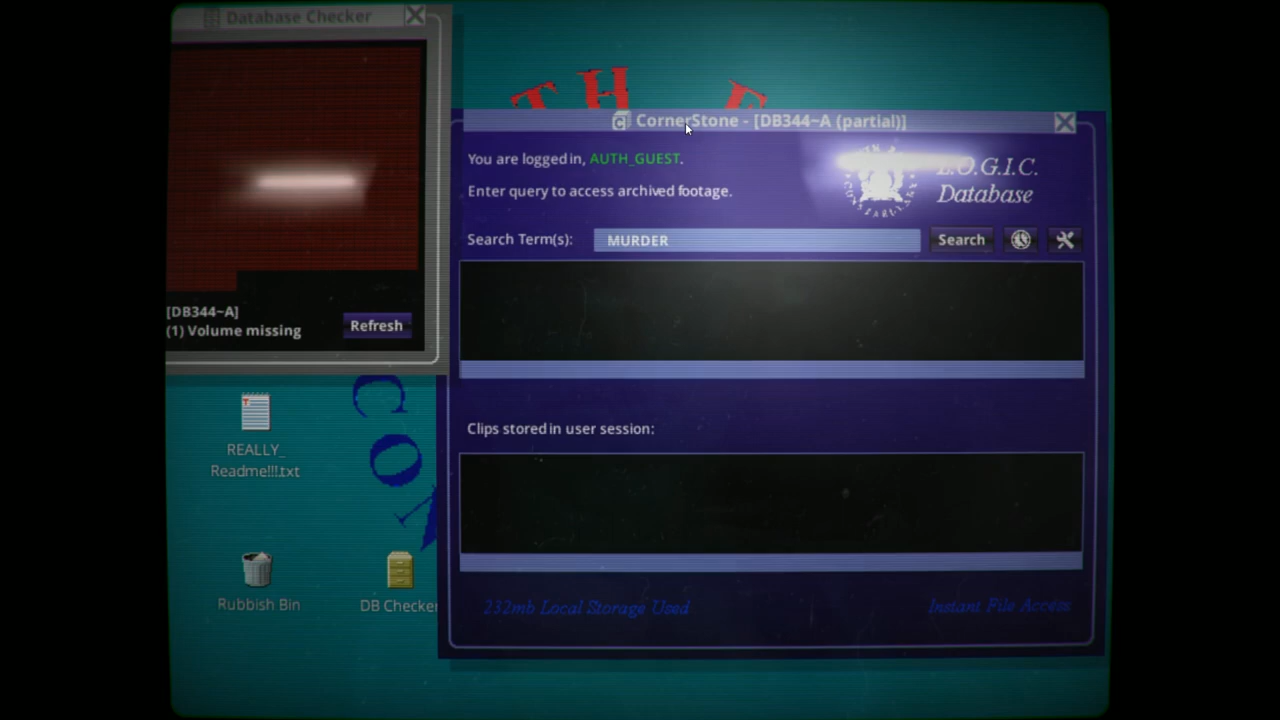 Database Checker
TH E
CornerStone - [DB344~A (partial)]
You are logged in, AUTH_GUEST.
L.O.G.I.C.
Database
Enter query to access archived footage.
Search Term(s):
MURDER
Search
[DB344~A]
(1) Volume missing
Refresh
CO
Clips stored in user session:
REALLY_
Readme!!!.txt
Rubbish Bin
DB Checker
232mb Local Storage Used
Instant File Access